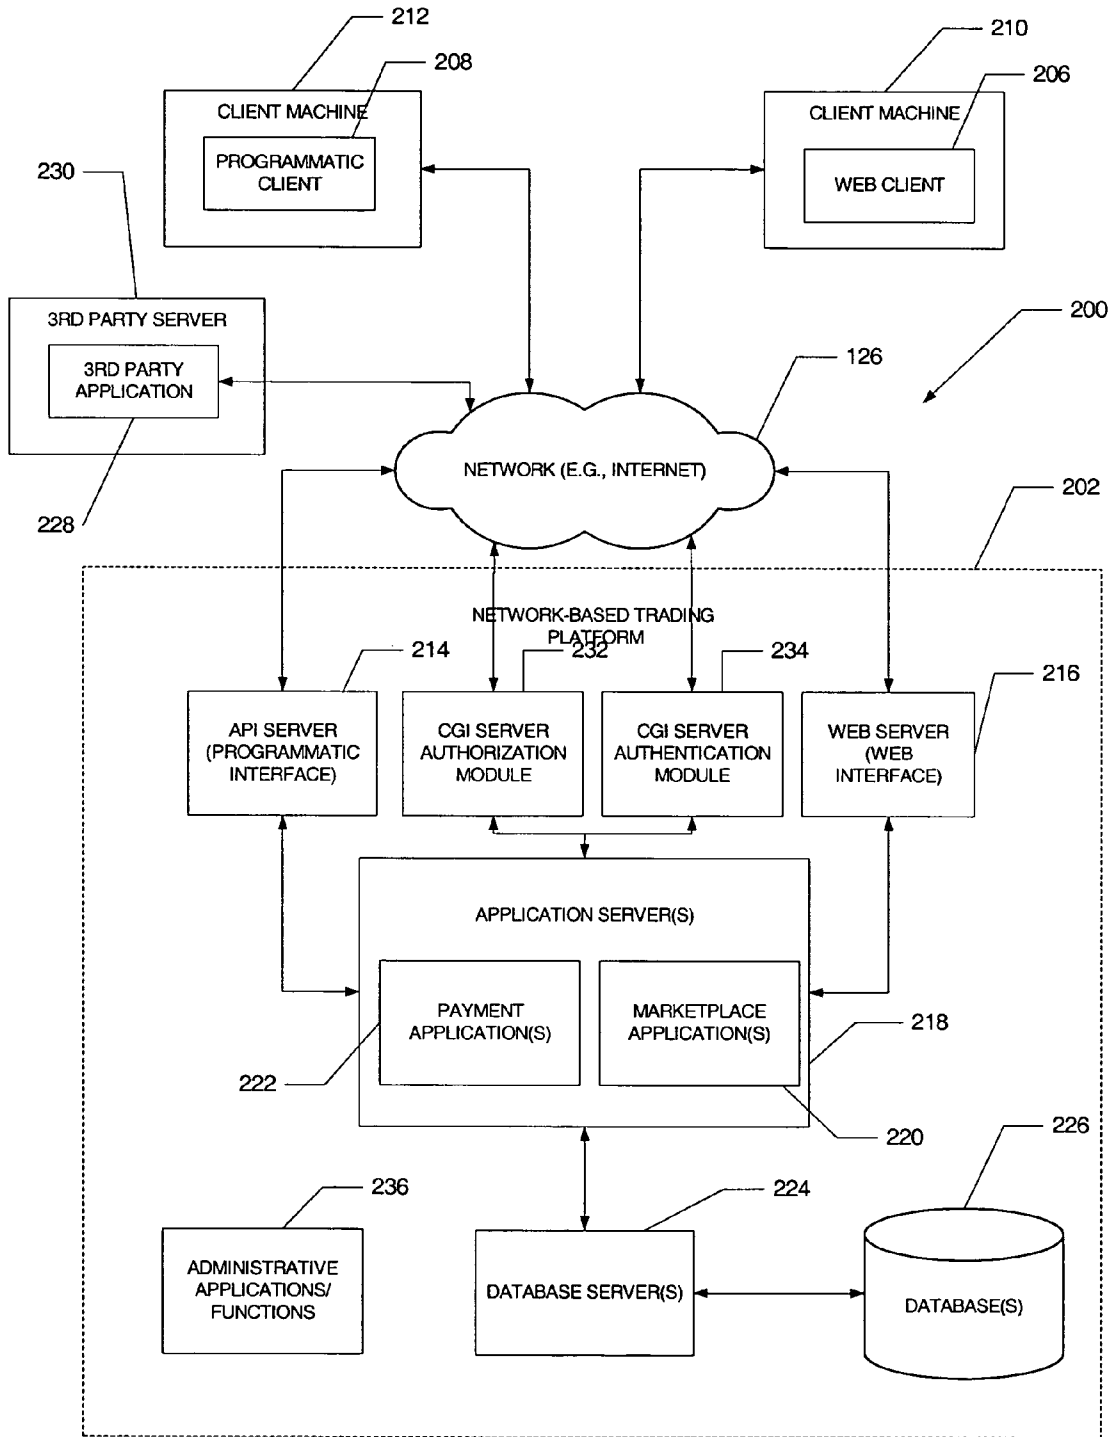 212
210
208
206
CLIENT MACHINE
CLIENT MACHINE
PROGRAMMATIC
CLIENT
WEB CLIENT
230
3RD PARTY SERVER
3RD PARTY
APPLICATION
200
126
NETWORK (E.G., INTERNET)
228
202
NETWORK-BASED TRADING
PLATFORM
214
232
234
216
API SERVER
(PROGRAMMATIC
INTERFACE)
CGI SERVER
AUTHORIZATION
MODULE
CGI SERVER
AUTHENTICATION
MODULE
WEB SERVER
(WEB
INTERFACE)
APPLICATION SERVER(S)
PAYMENT
APPLICATION(S)
MARKETPLACE
APPLICATION(S)
218
222
220
226
236
224
ADMINISTRATIVE
APPLICATIONS/
FUNCTIONS
DATABASE SERVER(S)
DATABASE(S)